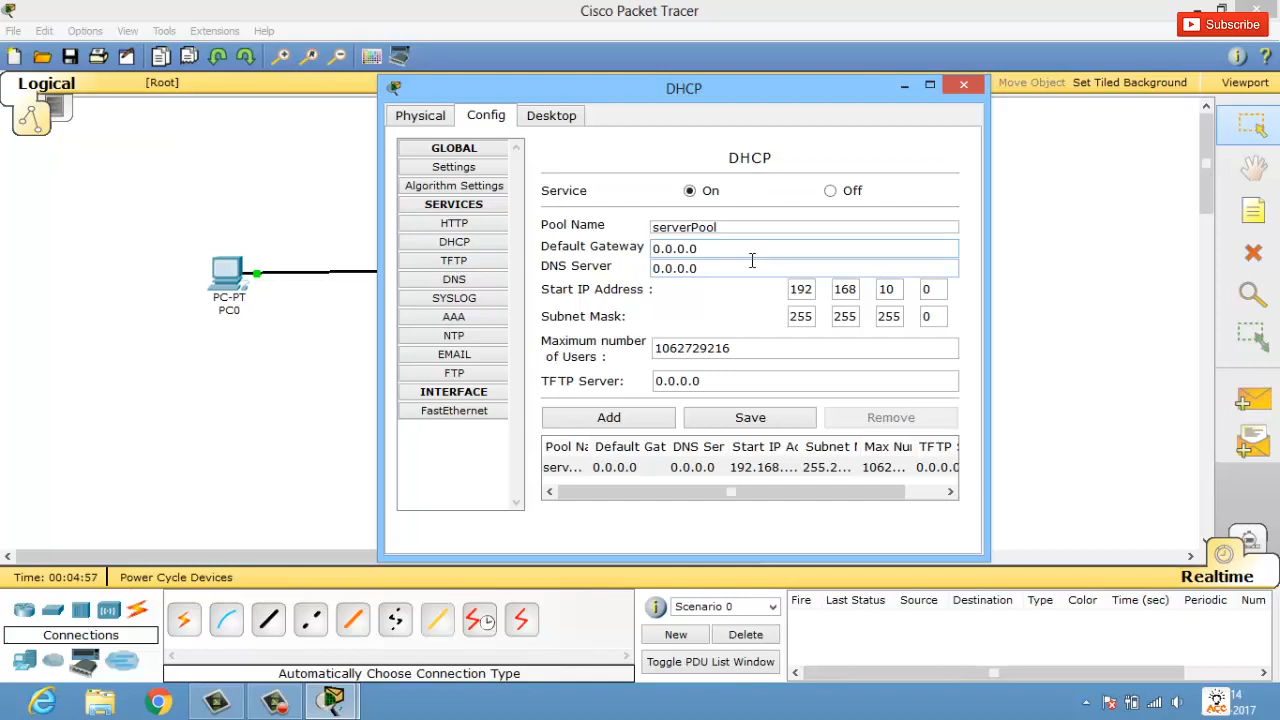 Cisco Packet Tracer
Subscribe
File Edit Options View Tools Extensions Help
Logical [Root] Move Object Set Tiled Background Viewport
DHCP
Physical Config Desktop
GLOBAL
Settings
Algorithm Settings
SERVICES
HTTP
DHCP
TFTP
DNS
SYSLOG
AAA
NTP
EMAIL
FTP
INTERFACE
FastEthernet
DHCP
Service On Off
Pool Name serverPool
Default Gateway 0.0.0.0
DNS Server 0.0.0.0
Start IP Address : 192 168 10 0
Subnet Mask: 255 255 255 0
Maximum number
of Users : 1062729216
TFTP Server: 0.0.0.0
Add Save Remove
Pool Na Default Gat DNS Ser Start IP Ac Subnet M Max Nu TFTP
serv... 0.0.0.0 0.0.0.0 192.168.... 255.2... 1062... 0.0.0.0
PC-PT
PC0
Time: 00:04:57 Power Cycle Devices
Realtime
Connections
Automatically Choose Connection Type
Scenario 0
New Delete
Toggle PDU List Window
Fire Last Status Source Destination Type Color Time (sec) Periodic Num
14
-2017
ACC